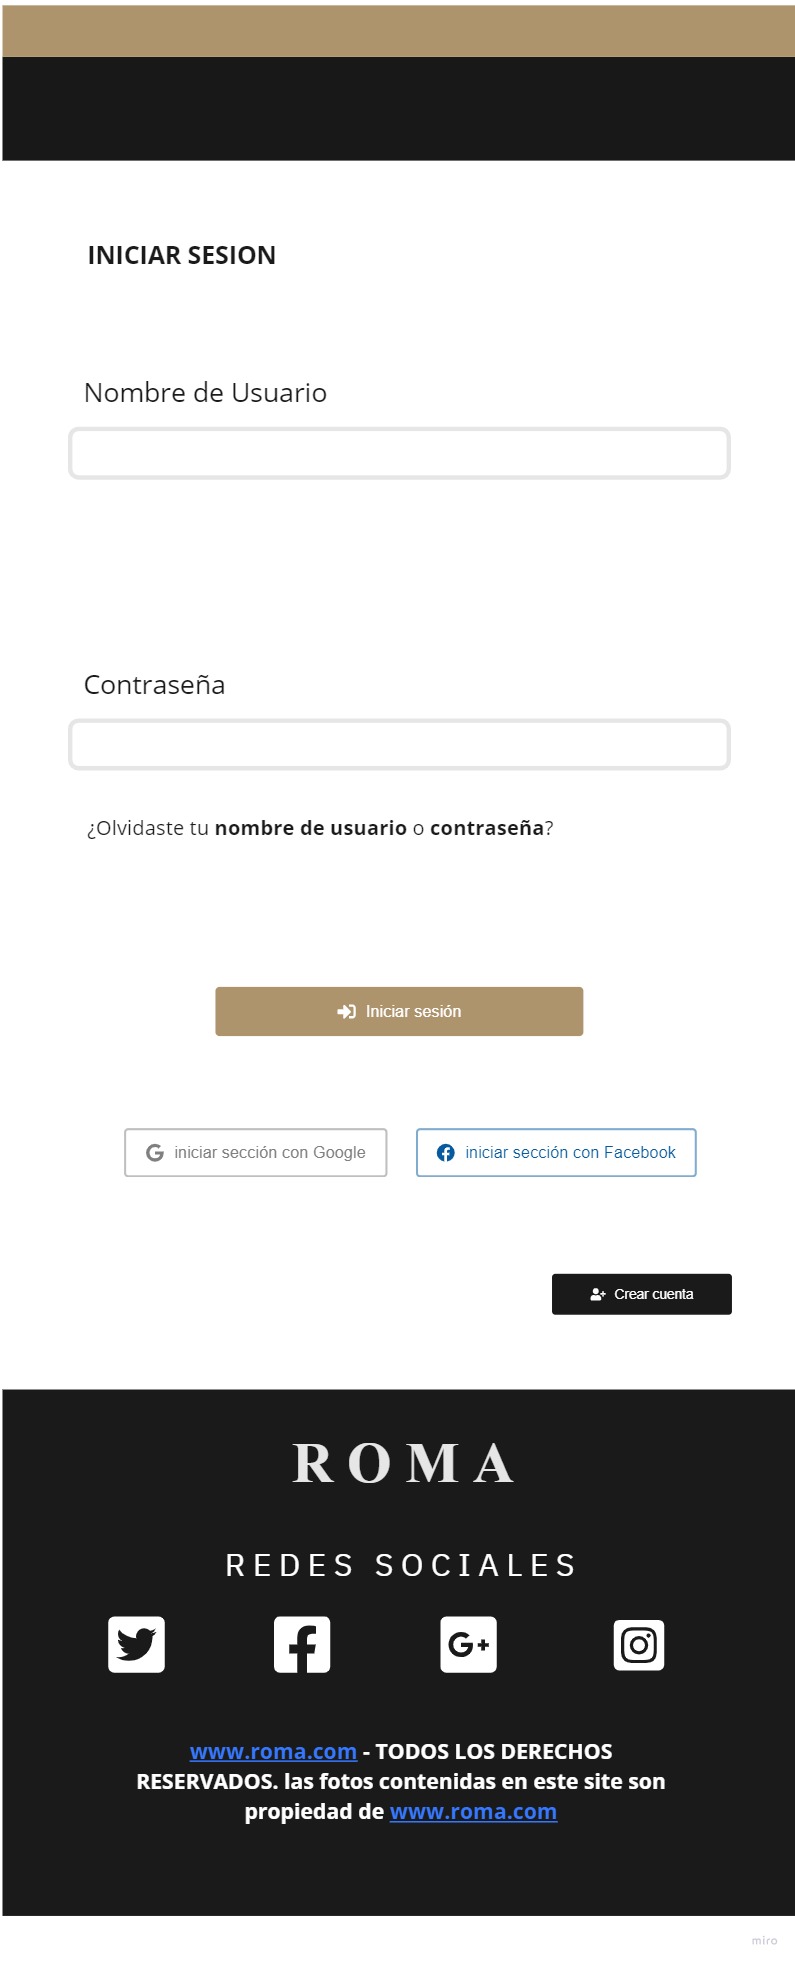 INICIAR SESION
Nombre de Usuario
Contraseña
¿Olvidaste tu nombre de usuario o contraseña?
Iniciar sesión
iniciar sección con Google
iniciar sección con Facebook
Crear cuenta
ROMA
REDES SOCIALES
www.roma.com - TODOS LOS DERECHOS
RESERVADOS. las fotos contenidas en este site son
propiedad de www.roma.com
miro